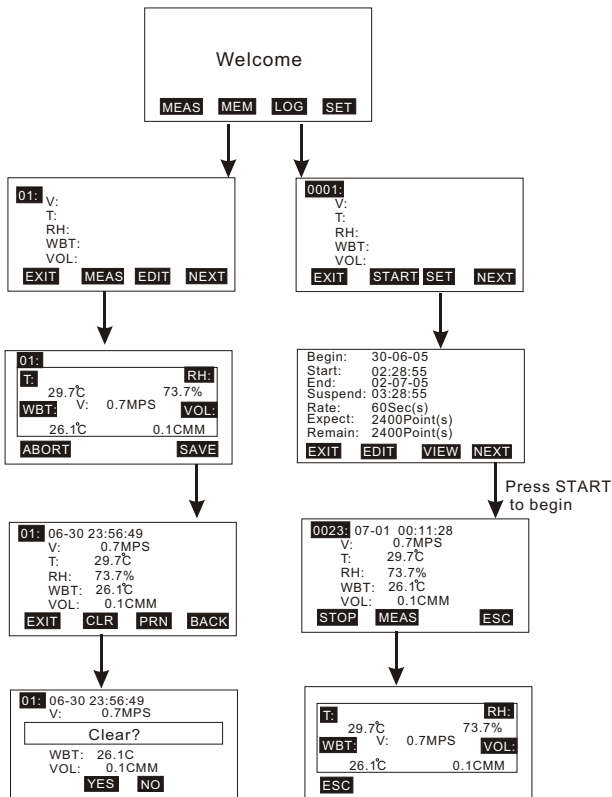 Welcome
MEAS MEM LOG SET
01:
V:
T:
RH:
WBT:
VOL:
EXIT MEAS EDIT NEXT
0001:
V:
T:
RH:
WBT:
VOL:
EXIT START SET NEXT
01:
T: RH:
29.7°C 73.7%
WBT: V: 0.7MPS VOL:
26.1°C 0.1CMM
ABORT SAVE
Begin: 30-06-05
Start: 02:28:55
End: 02-07-05
Suspend: 03:28:55
Rate: 60Sec(s)
Expect: 2400Point(s)
Remain: 2400Point(s)
EXIT EDIT VIEW NEXT
Press START
to begin
01: 06-30 23:56:49
V: 0.7MPS
T: 29.7°C
RH: 73.7%
WBT: 26.1°C
VOL: 0.1CMM
EXIT CLR PRN BACK
0023: 07-01 00:11:28
V: 0.7MPS
T: 29.7°C
RH: 73.7%
WBT: 26.1°C
VOL: 0.1CMM
STOP MEAS ESC
01: 06-30 23:56:49
V: 0.7MPS
Clear?
WBT: 26.1C
VOL: 0.1CMM
YES NO
T: RH:
29.7°C 73.7%
WBT: V: 0.7MPS VOL:
26.1°C 0.1CMM
ESC